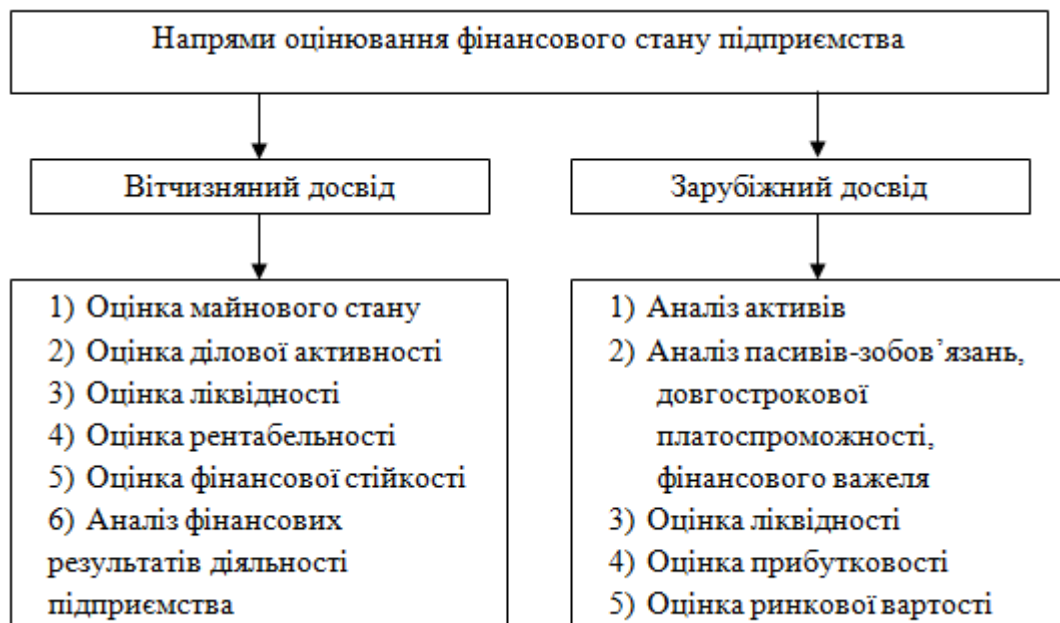 Напрями оцінювання фінансового стану підприємства
Вітчизняний досвід
Зарубіжний досвід
1) Оцінка майнового стану
2) Оцінка ділової активності
3) Оцінка ліквідності
4) Оцінка рентабельності
5) Оцінка фінансової стійкості
6) Аналіз фінансових
результатів діяльності
підприємства
1) Аналіз активів
2) Аналіз пасивів-зобов’язань,
довгострокової
платоспроможності,
фінансового важеля
3) Оцінка ліквідності
4) Оцінка прибутковості
5) Оцінка ринкової вартості